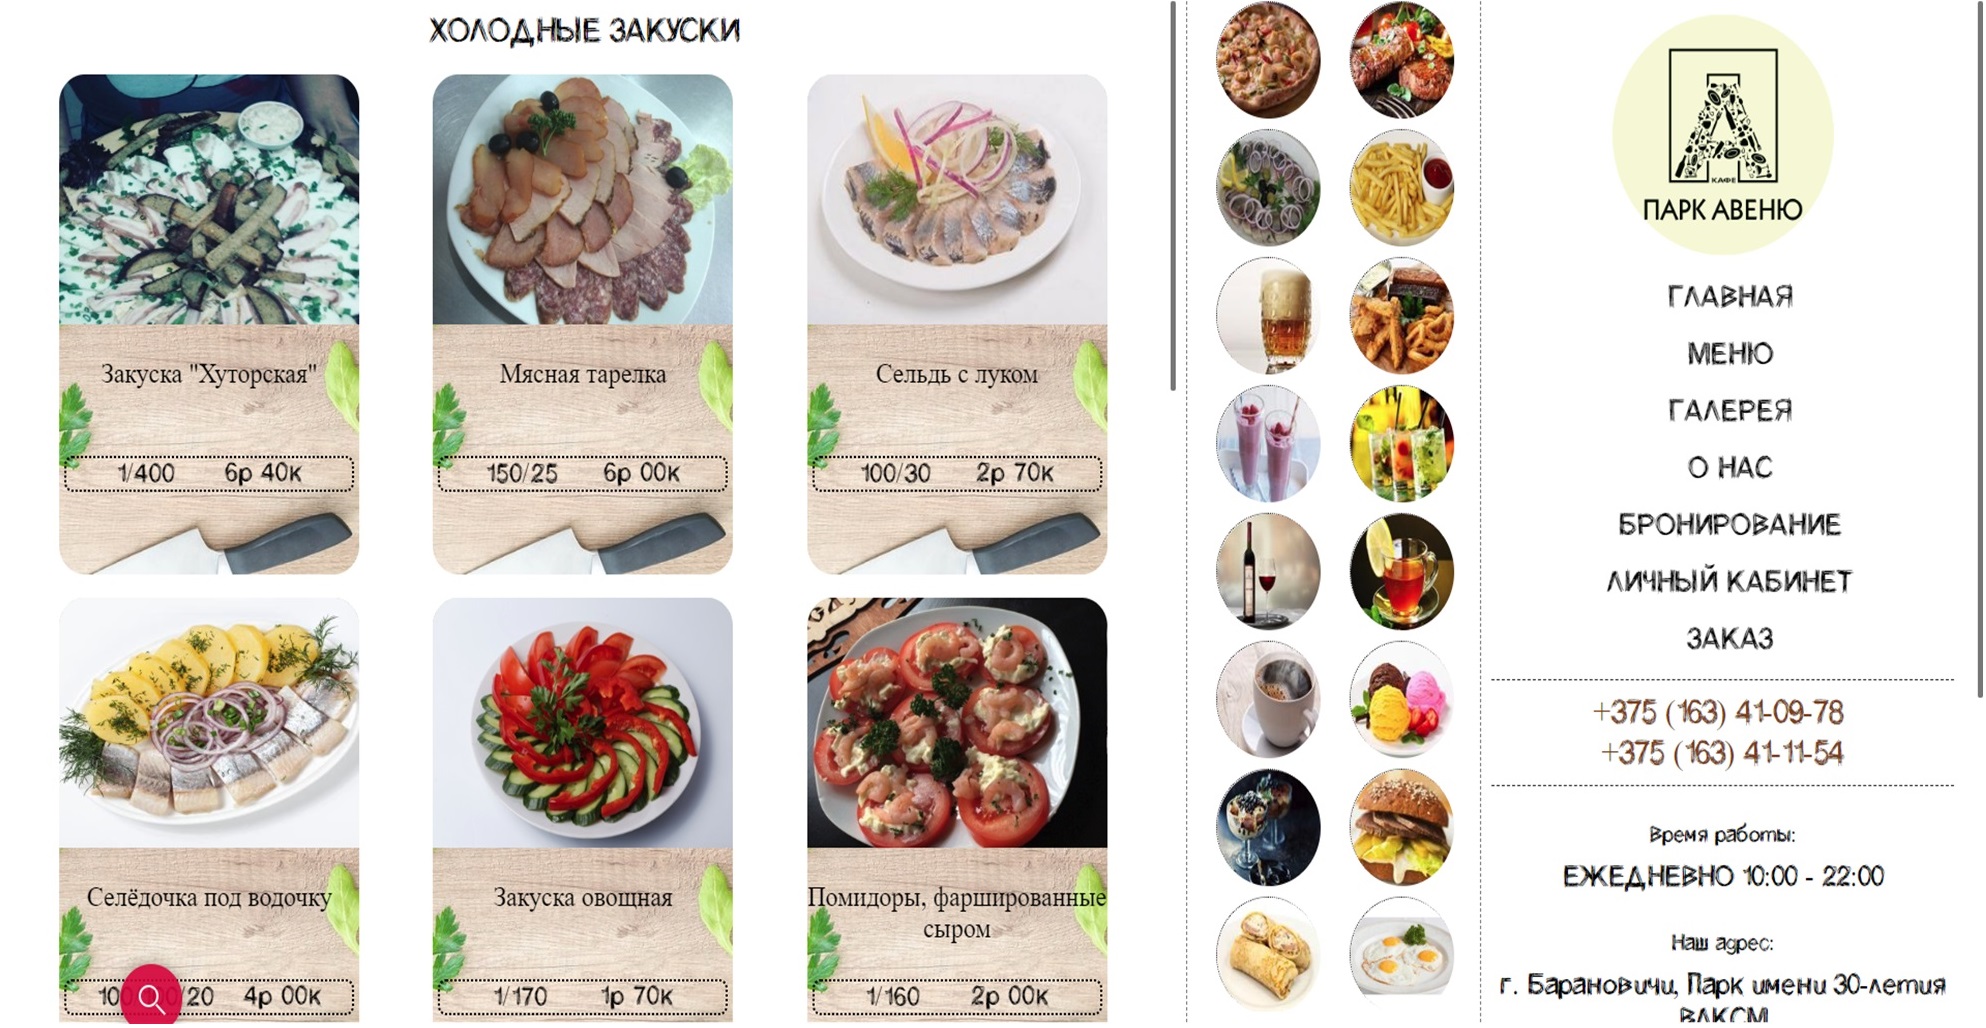 ХОЛОДНЫЕ ЗАКУСКИ
Закуска "Хуторская"
1/400 6р 40к
Мясная тарелка
150/25 6р 00к
Сельдь с луком
100/30 2р 70к
Селёдочка под водочку
/20 4р 00к
Закуска овощная
1/170 1р 70к
Помидоры, фаршированные
сыром
1/160 2р 00к
КАФЕ
ПАРК АВЕНЮ
ГЛАВНАЯ
МЕНЮ
ГАЛЕРЕЯ
О НАС
БРОНИРОВАНИЕ
ЛИЧНЫЙ КАБИНЕТ
ЗАКАЗ
+375 (163) 41-09-78
+375 (163) 41-11-54
Время работы:
ЕЖЕДНЕВНО 10:00 - 22:00
Наш адрес:
г. Барановичи, Парк имени 30-летия
ВЛКСМ